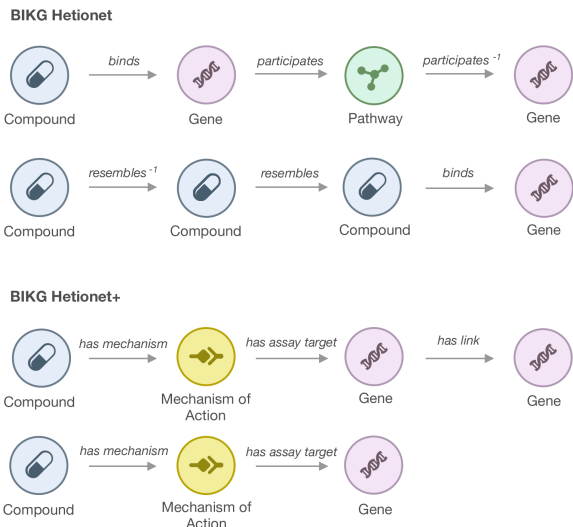 BIKG Hetionet
binds
participates
participates -1
Compound
Gene
Pathway
Gene
resembles -1
resembles
binds
Compound
Compound
Compound
Gene
BIKG Hetionet+
has mechanism
has assay target
has link
Compound
Mechanism of
Action
Gene
Gene
has mechanism
has assay target
Compound
Mechanism of
Action
Gene